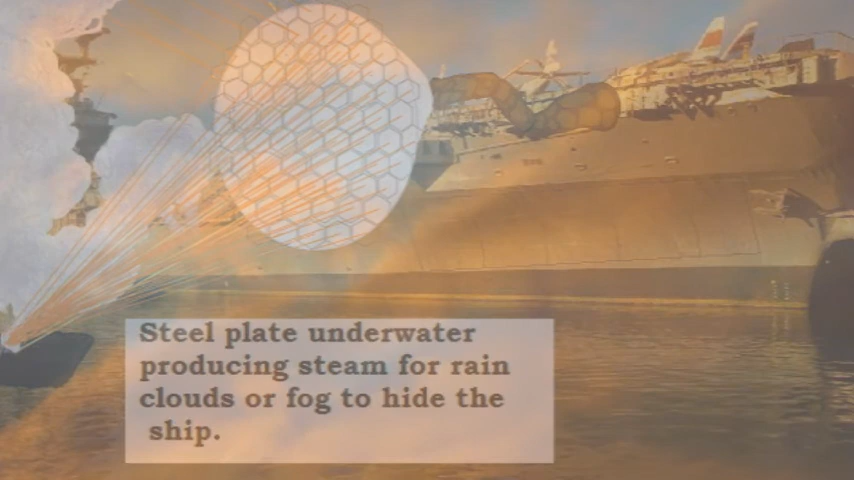 Steel plate underwater
producing steam for rain
clouds or fog to hide the
ship.